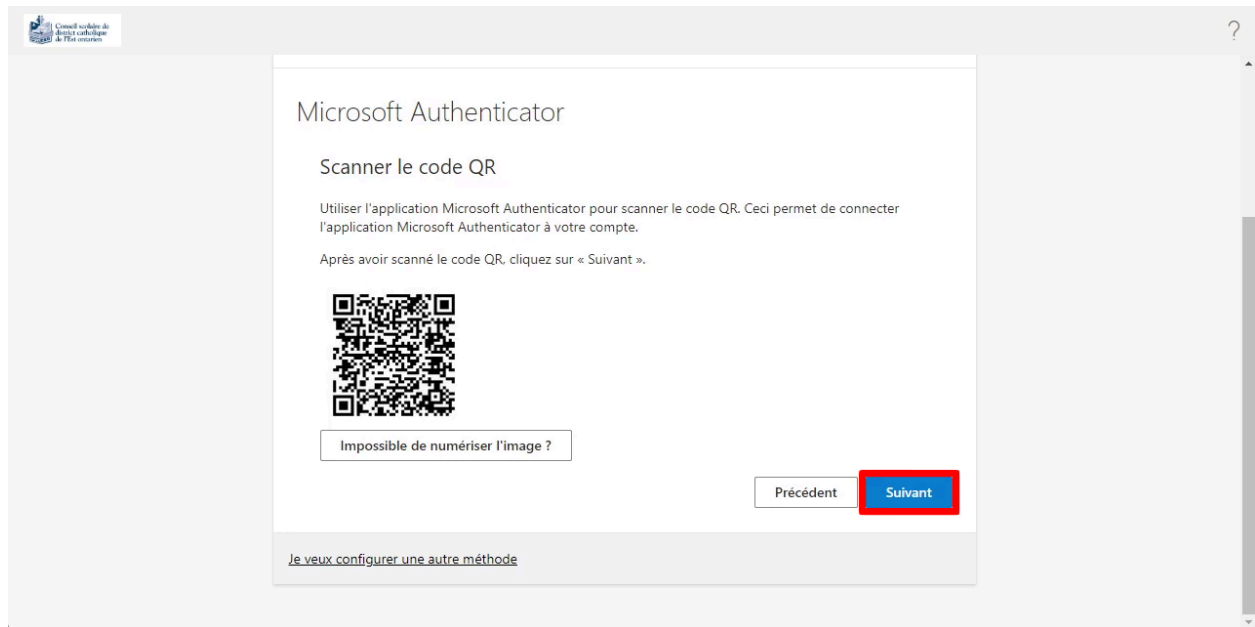 Conseil scolaire de
district catholique
de l'Est ontarien
?
Microsoft Authenticator
Scanner le code QR
Utiliser l'application Microsoft Authenticator pour scanner le code QR. Ceci permet de connecter
l'application Microsoft Authenticator à votre compte.
Après avoir scanné le code QR, cliquez sur « Suivant ».
Impossible de numériser l'image ?
Précédent
Suivant
Je veux configurer une autre méthode